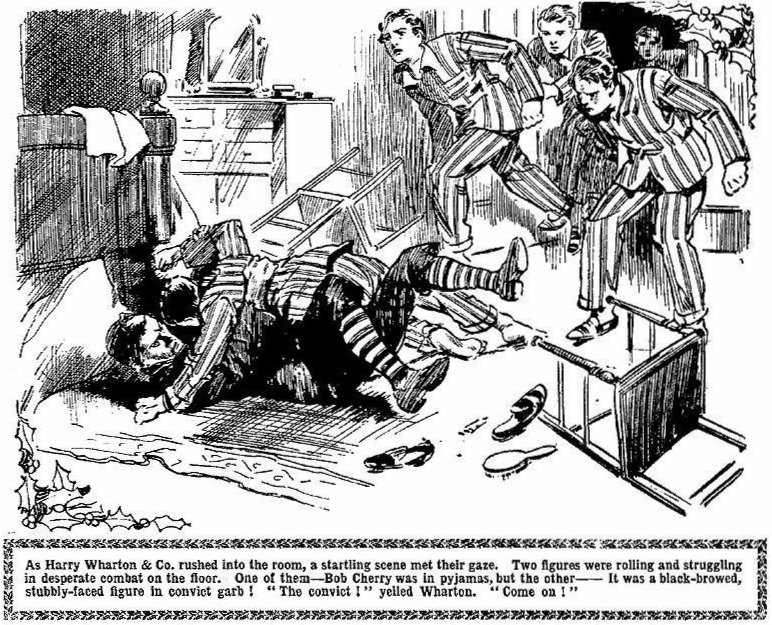 As Harry Wharton & Co. rushed into the room, a startling scene met their gaze. Two figures were rolling and struggling
in desperate combat on the floor. One of them—Bob Cherry was in pyjamas, but the other—— It was a black-browed,
stubbly-faced figure in convict garb ! " The convict ! " yelled Wharton. " Come on ! "